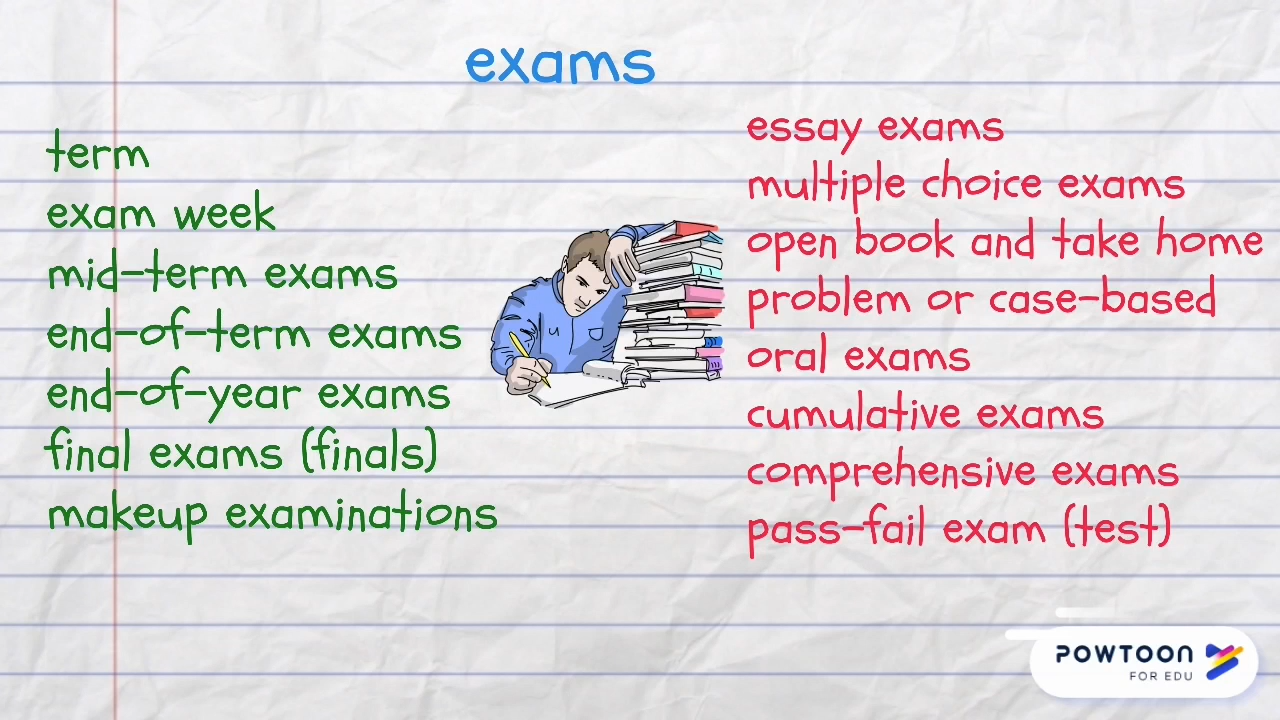 exams
term
exam week
mid-term exams
end-of-term exams
end-of-year exams
final exams (finals)
makeup examinations
essay exams
multiple choice exams
open book and take home
problem or case-based
oral exams
cumulative exams
comprehensive exams
pass-fail exam (test)
POWTOON
FOR EDU